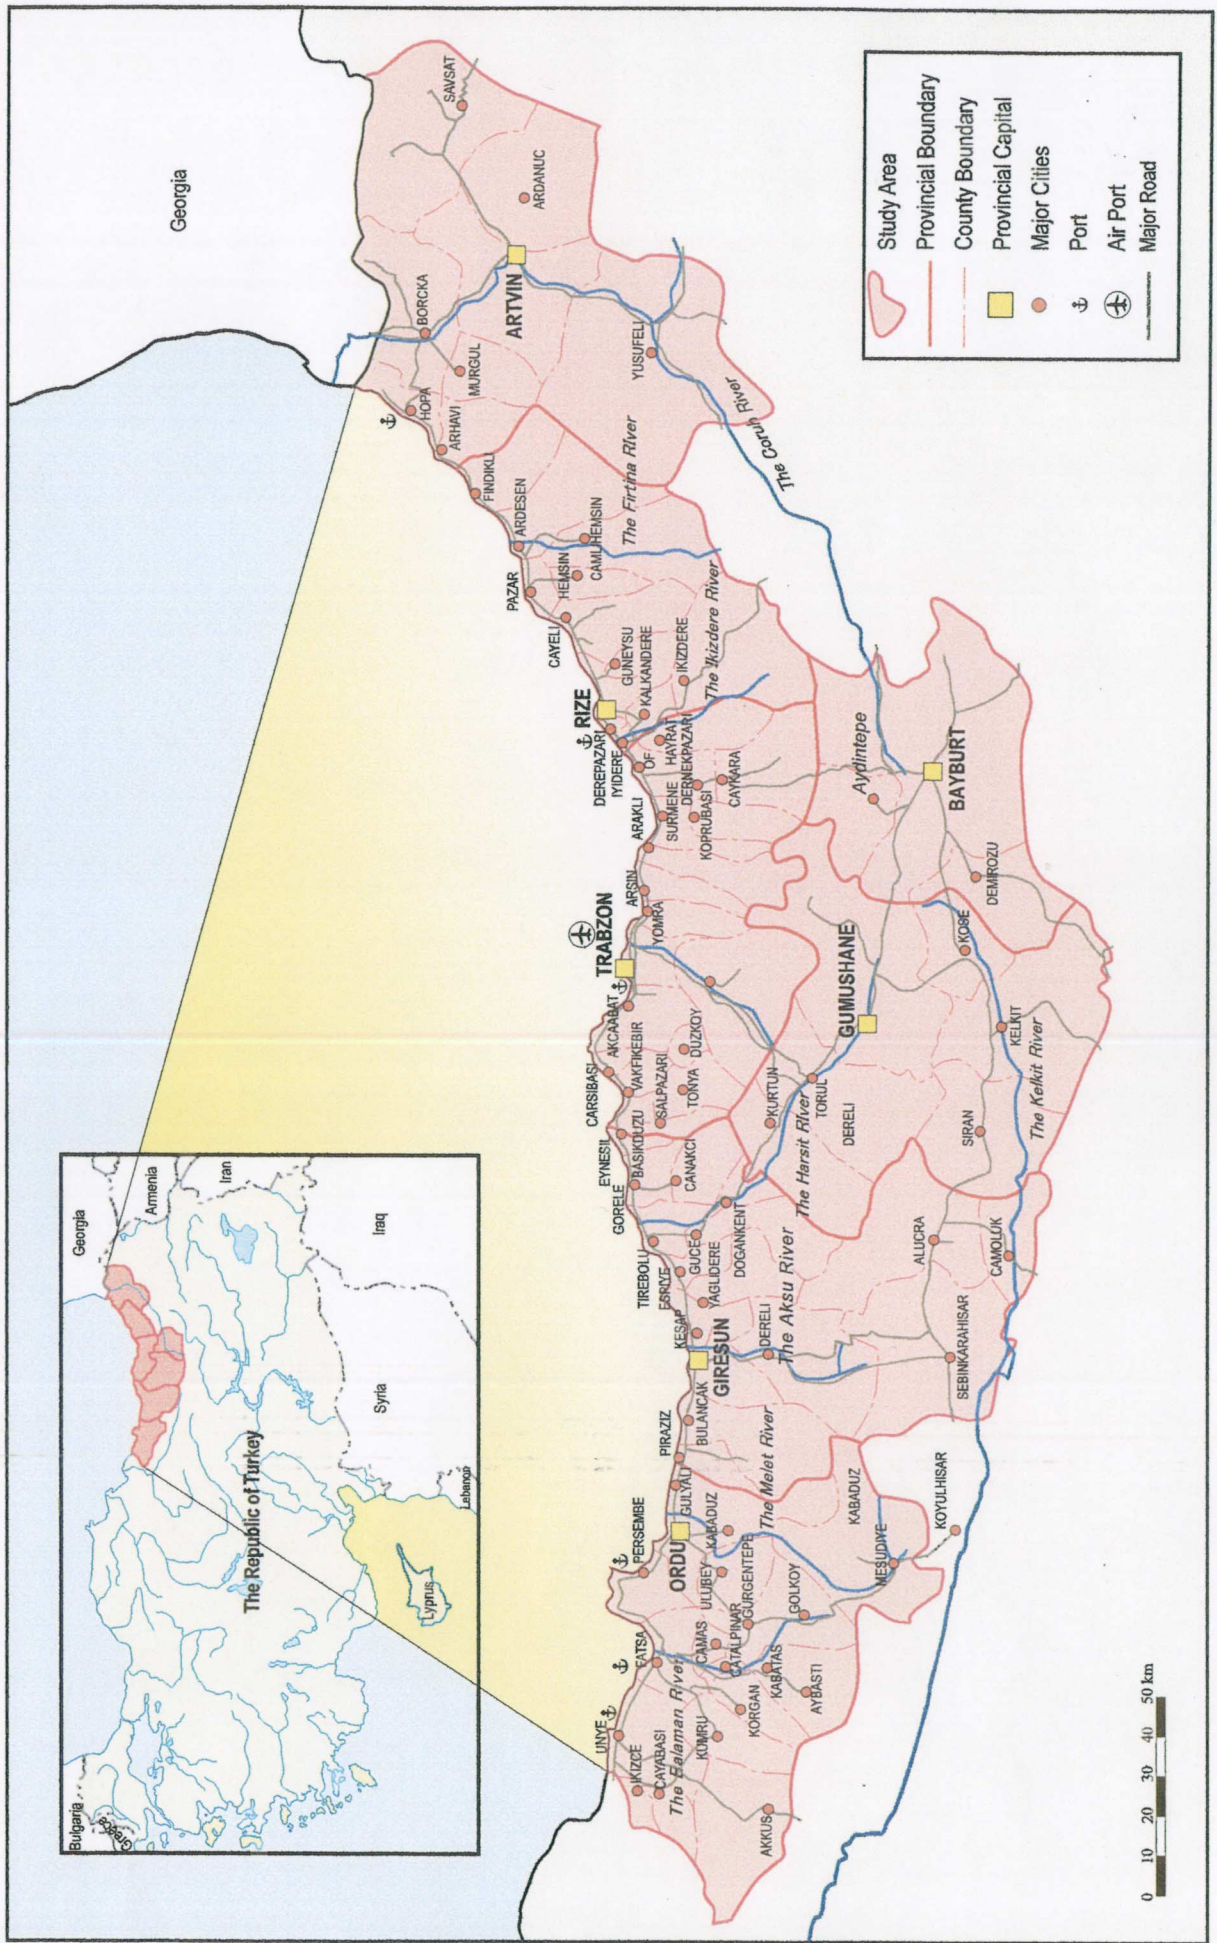 Georgia
Bulgaria
Greece
Georgia
Armenia
Iran
The Republic of Turkey
Syria
Iraq
Lyprus
Lebanon
SAVSAT
ARDANUC
BORCKA
ARTVIN
MURGUL
HOPA
ARHAVI
YUSUFELI
The Coruh River
FINDIKLI
ARDESEN
The Firtina River
CAMLIHEMSIN
HEMSIN
PAZAR
CAYELI
GUNEYSU
KALKANDERE
IKIZDERE
The Ikizdere River
RIZE
DEREPAZARI
IYIDERE
OF
HAYRAT
DERNEKPAZARI
CAYKARA
SURMENE
KOPRUBASI
ARAKLI
ARSIN
YOMRA
TRABZON
AKCAABAT
CARSIBASI
VAKFIKEBIR
DUZKOY
TONYA
SALPAZARI
BASIKDUZU
EYNESIL
GORELE
CANAKCI
TIREBOLU
ESRIYE
GUCE
YAGLIDERE
DOGANKENT
KESAP
GIRESUN
DERELI
The Aksu River
The Harsit River
KURTUN
TORUL
DERELI
GUMUSHANE
Aydintepe
BAYBURT
DEMIROZU
KOSE
KELKIT
The Kelkit River
SIRAN
ALUCRA
CAMOLUK
SEBINKARAHISAR
BULANCAK
PIRAZIZ
GULYALI
The Melet River
KABADUZ
ORDU
KABADUZ
PERSEMBE
ULUBEY
GURGENTEPE
GOLKOY
MESUDIYE
KOYULHISAR
FATSA
CAMAS
CATALPINAR
KABATAS
AYBASTI
KORGAN
KUMRU
The Balaman River
UNYE
IKIZCE
CAYABASI
AKKUS
Study Area
Provincial Boundary
County Boundary
Provincial Capital
Major Cities
Port
Air Port
Major Road
0 10 20 30 40 50 km